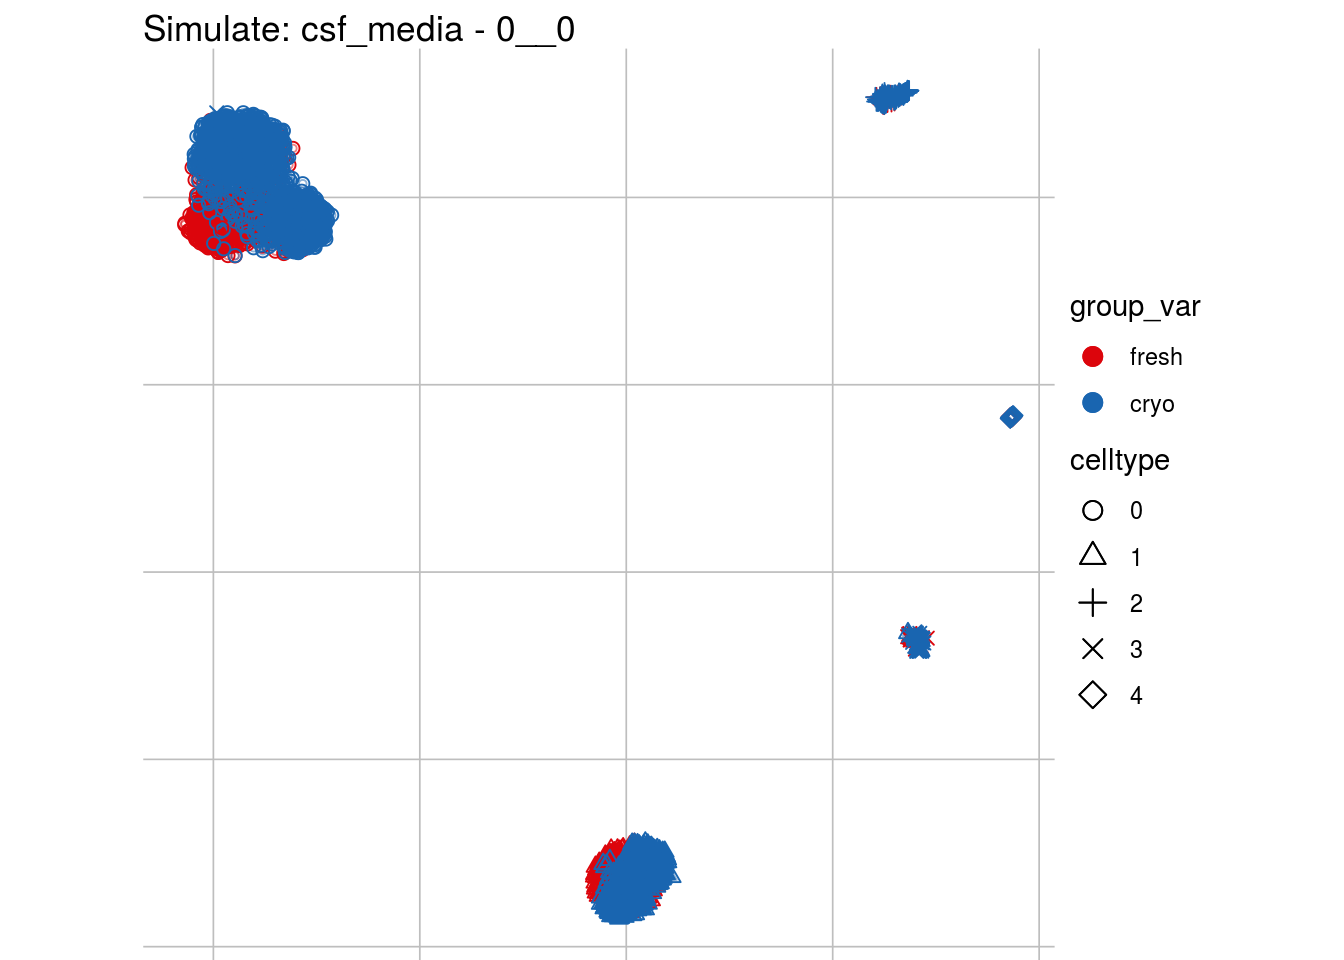 Simulate: csf_media - 0__0
group_var
fresh
cryo
celltype
0
1
2
3
4